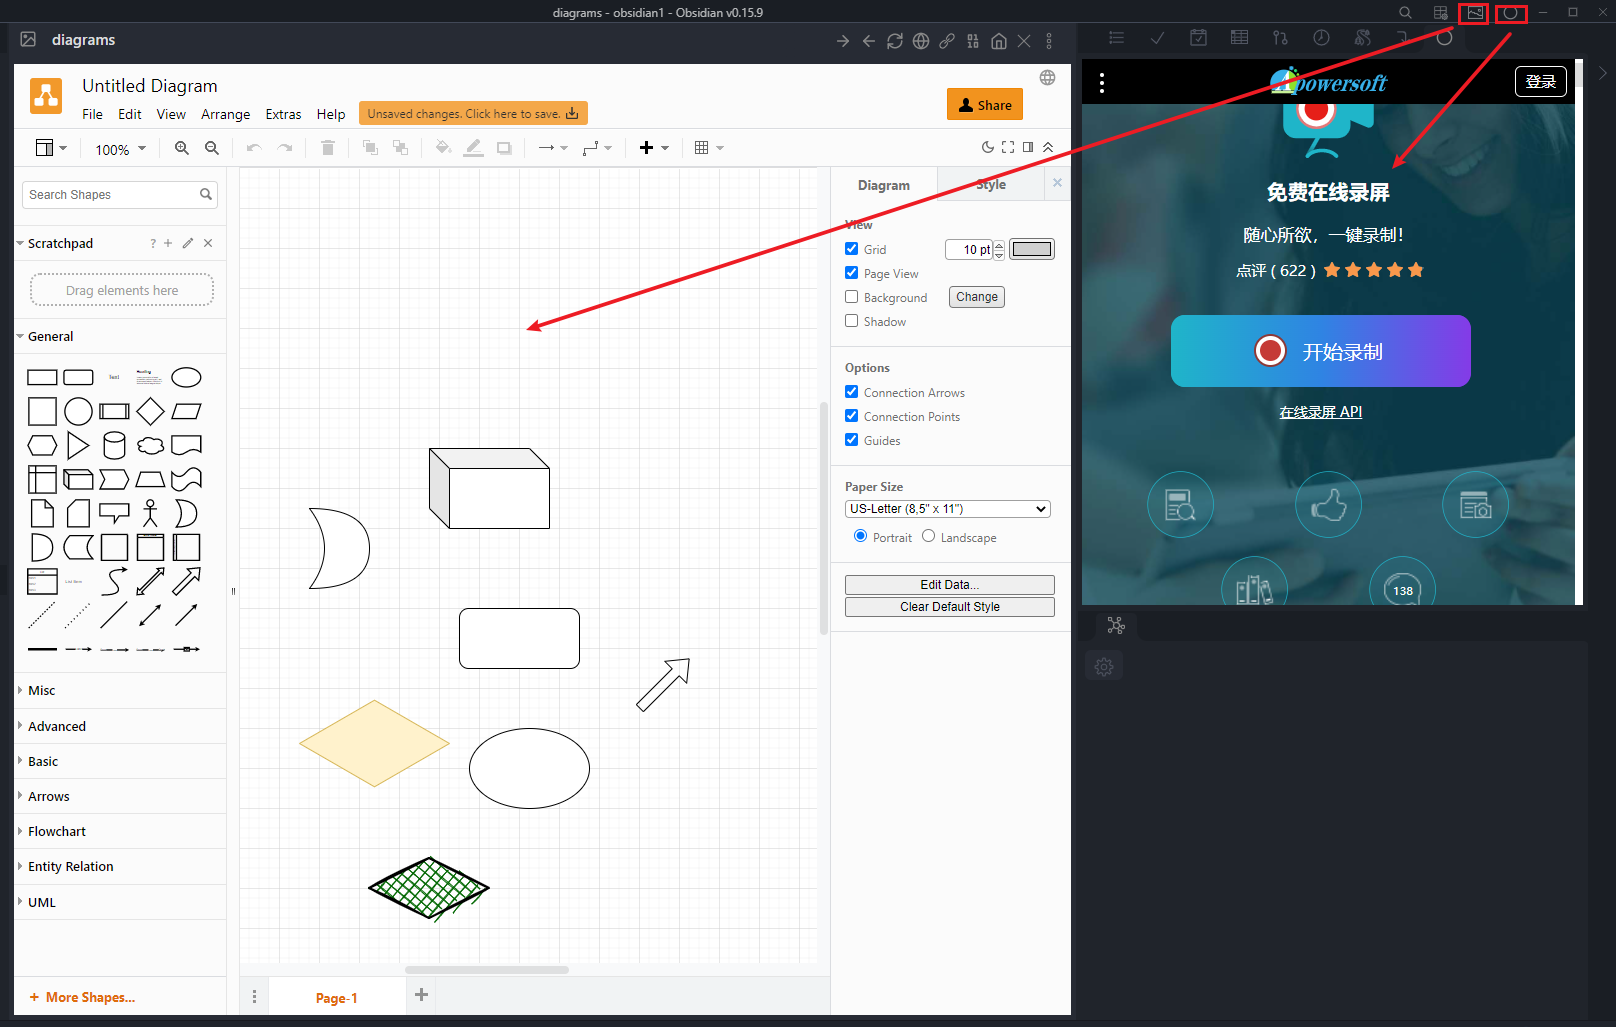 diagrams - obsidian1 - Obsidian v0.15.9
diagrams
Untitled Diagram
File Edit View Arrange Extras Help
Unsaved changes. Click here to save.
Share
100%
Search Shapes
Scratchpad
?
Drag elements here
General
Text
Heading
Misc
Advanced
Basic
Arrows
Flowchart
Entity Relation
UML
+ More Shapes...
Page-1
Diagram
Style
View
Grid
10 pt
Page View
Background
Change
Shadow
Options
Connection Arrows
Connection Points
Guides
Paper Size
US-Letter (8,5" x 11")
Portrait
Landscape
Edit Data...
Clear Default Style
Apowersoft
登录
免费在线录屏
随心所欲，一键录制！
点评 ( 622 )
开始录制
在线录屏 API
138